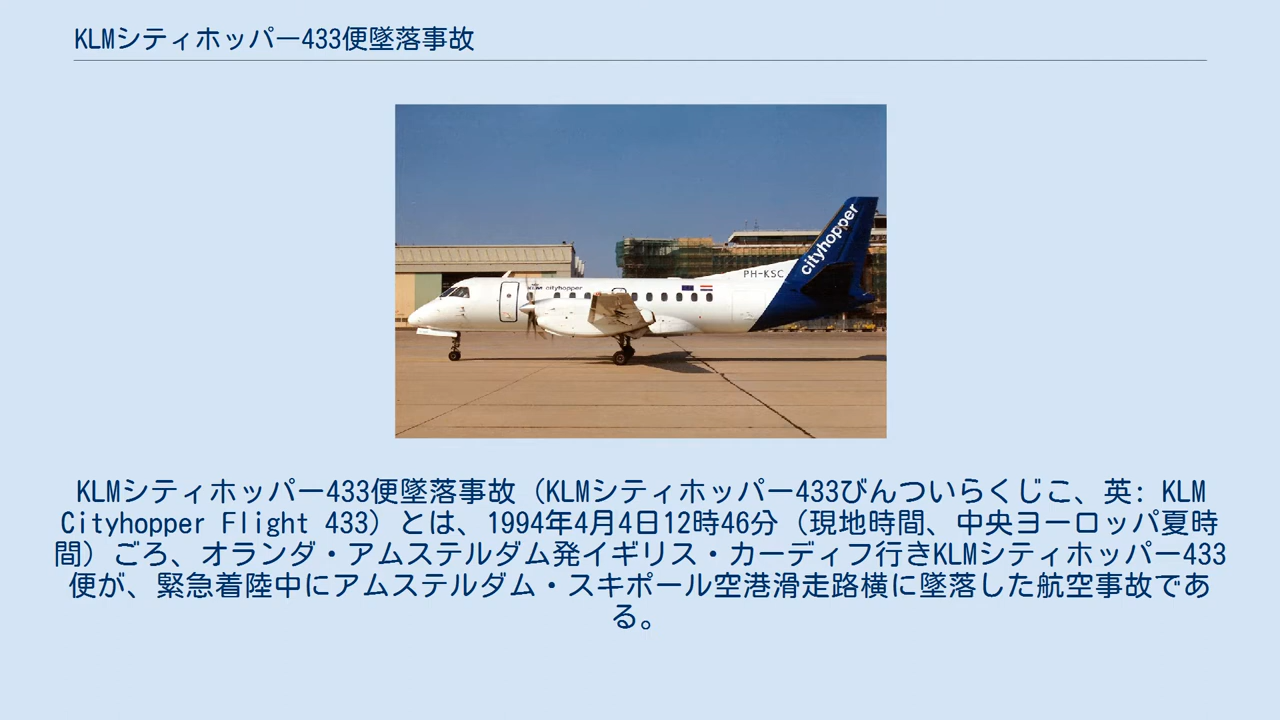 KLMシティホッパー433便墜落事故
cityhopper
PH-KSC
KLM cityhopper
KLMシティホッパー433便墜落事故（KLMシティホッパー433びんついらくじこ、英: KLM
Cityhopper Flight 433）とは、1994年4月4日12時46分（現地時間、中央ヨーロッパ夏時
間）ごろ、オランダ・アムステルダム発イギリス・カーディフ行きKLMシティホッパー433
便が、緊急着陸中にアムステルダム・スキポール空港滑走路横に墜落した航空事故であ
る。